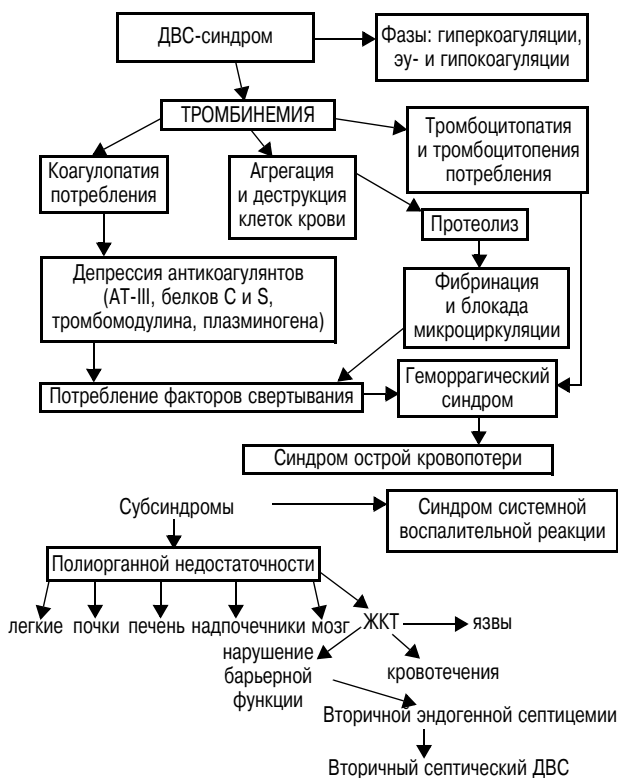 ДВС-синдром
Фазы: гиперкоагуляции,
эу- и гипокоагуляции
ТРОМБИНЕМИЯ
Тромбоцитопатия
и тромбоцитопения
потребления
Коагулопатия
потребления
Агрегация
и деструкция
клеток крови
Протеолиз
Депрессия антикоагулянтов
(АТ-III, белков С и S,
тромбомодулина, плазминогена)
Фибринация
и блокада
микроциркуляции
Потребление факторов свертывания
Геморрагический
синдром
Синдром острой кровопотери
Субсиндромы
Синдром системной
воспалительной реакции
Полиорганной недостаточности
легкие почки печень надпочечники мозг ЖКТ язвы
нарушение
барьерной
функции
кровотечения
Вторичной эндогенной септицемии
Вторичный септический ДВС